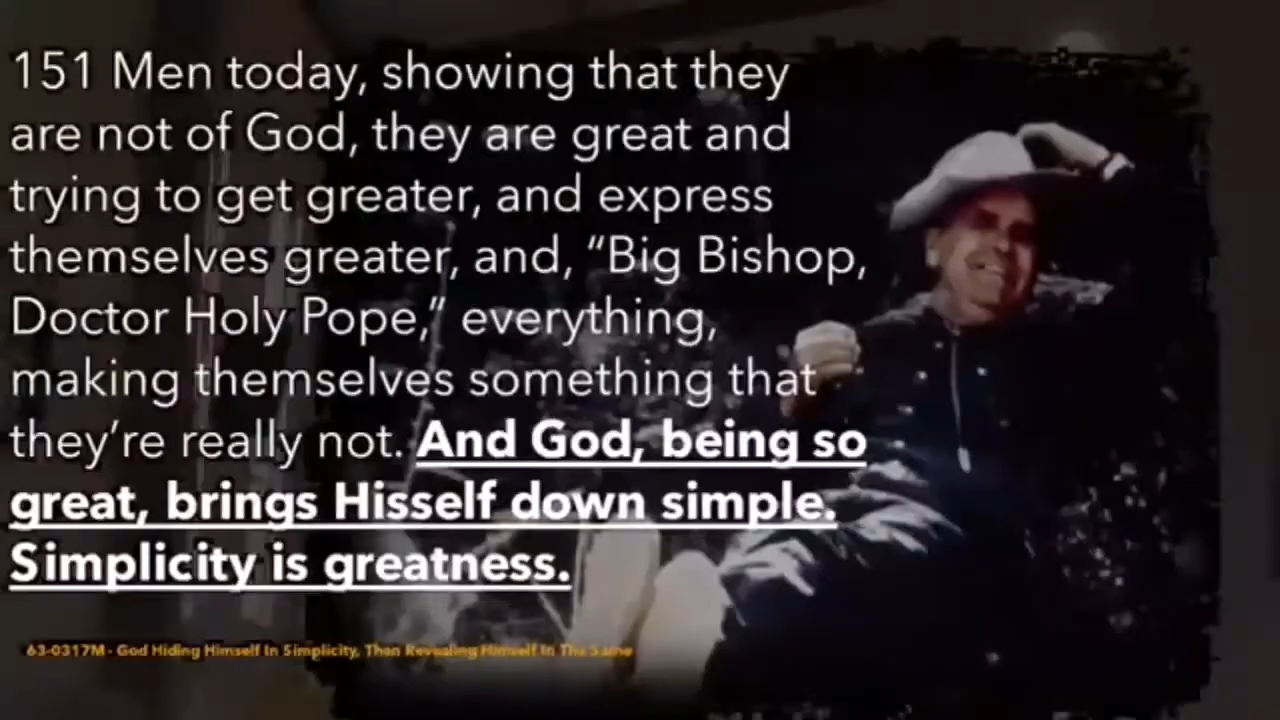 151 Men today, showing that they
are not of God, they are great and
trying to get greater, and express
themselves greater, and, “Big Bishop,
Doctor Holy Pope,” everything,
making themselves something that
they’re really not. And God, being so
great, brings Hisself down simple.
Simplicity is greatness.
63-0317M - God Hiding Himself In Simplicity, Then Revealing Himself In The Same